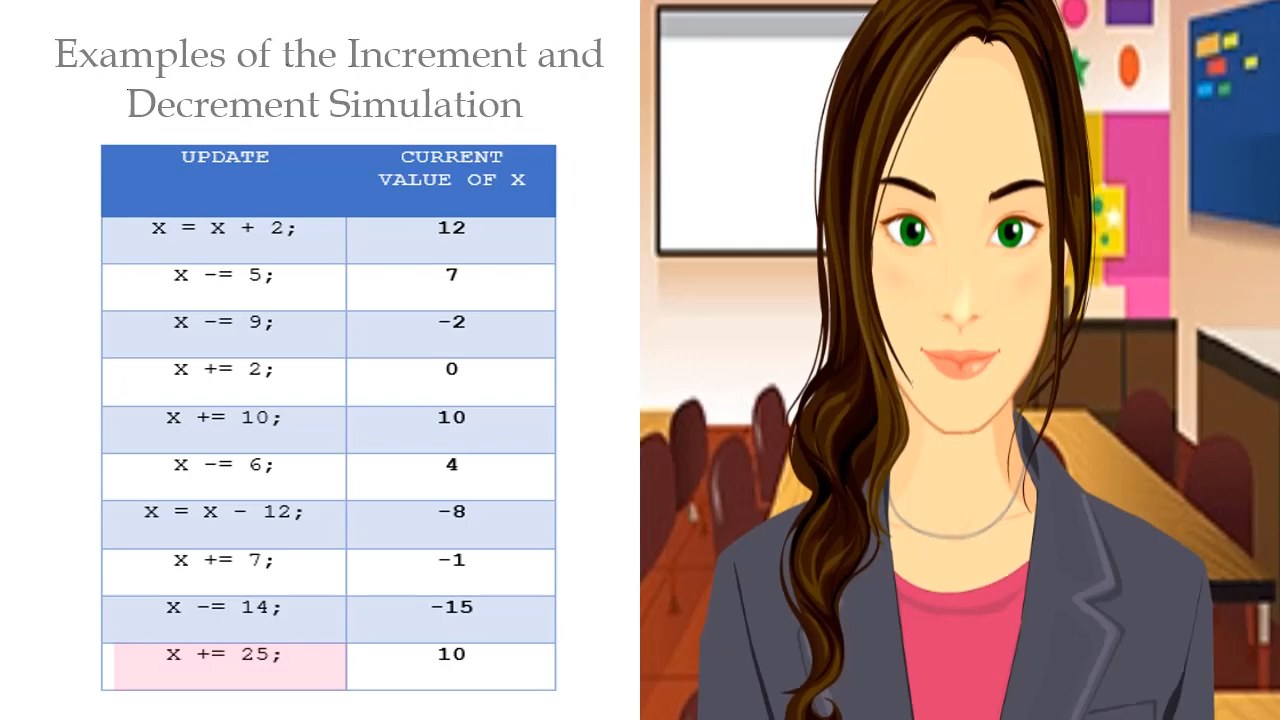 Examples of the Increment and
Decrement Simulation
UPDATE CURRENT
VALUE OF X
x = x + 2; 12
x -= 5; 7
x -= 9; -2
x += 2; 0
x += 10; 10
x -= 6; 4
x = x - 12; -8
x += 7; -1
x -= 14; -15
x += 25; 10